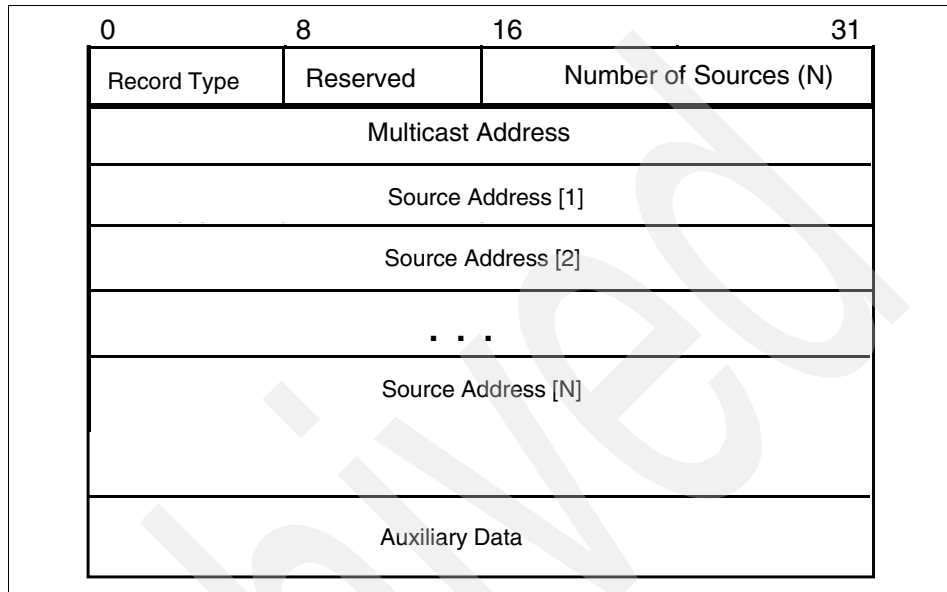 0 8 16 31
Record Type Reserved Number of Sources (N)
Multicast Address
Source Address [1]
Source Address [2]
. . .
Source Address [N]
Auxiliary Data
hived